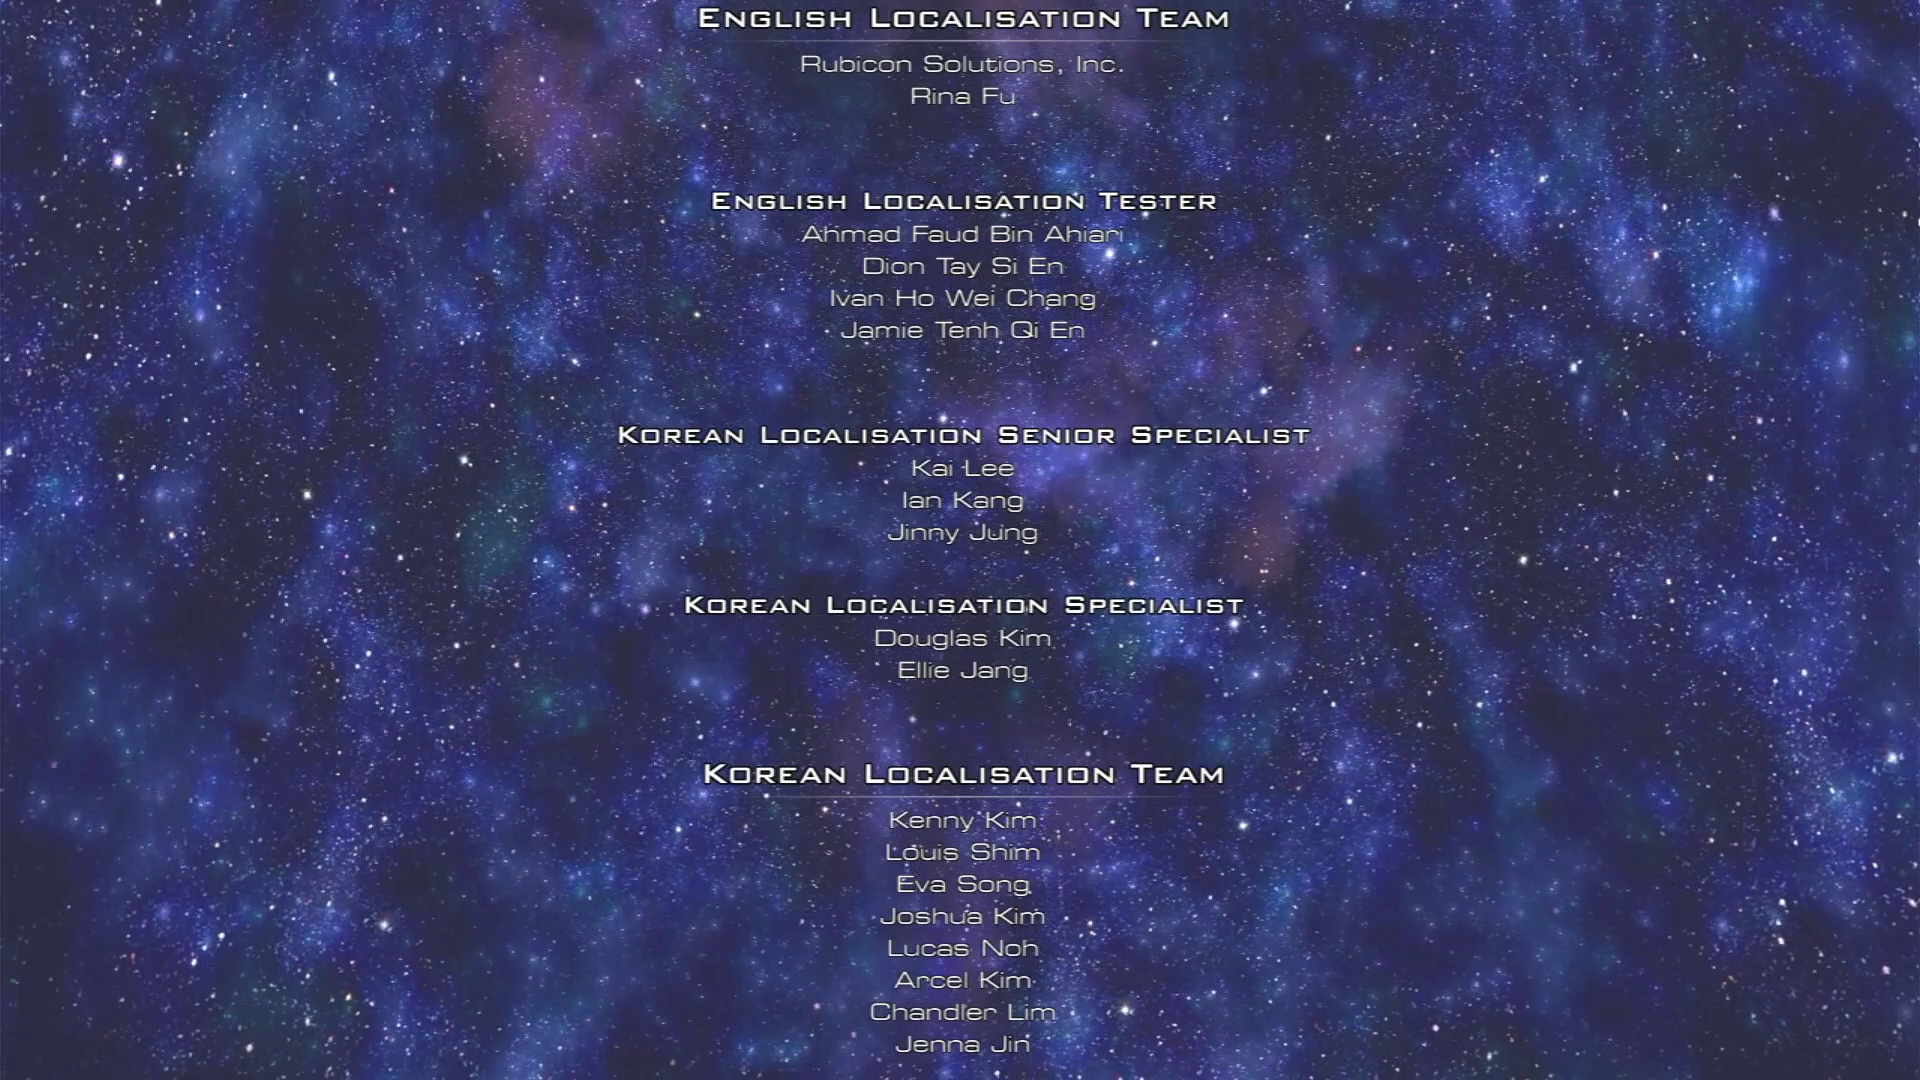 English Localisation Team
Rubicon Solutions, Inc.
Rina Fu
English Localisation Tester
Ahmad Faud Bin Ahiari
Dion Tay Si En
Ivan Ho Wei Chang
Jamie Tenh Qi En
Korean Localisation Senior Specialist
Kai Lee
Ian Kang
Jinny Jung
Korean Localisation Specialist
Douglas Kim
Ellie Jang
Korean Localisation Team
Kenny Kim
Louis Shim
Eva Song
Joshua Kim
Lucas Noh
Arcel Kim
Chandler Lim
Jenna Jin